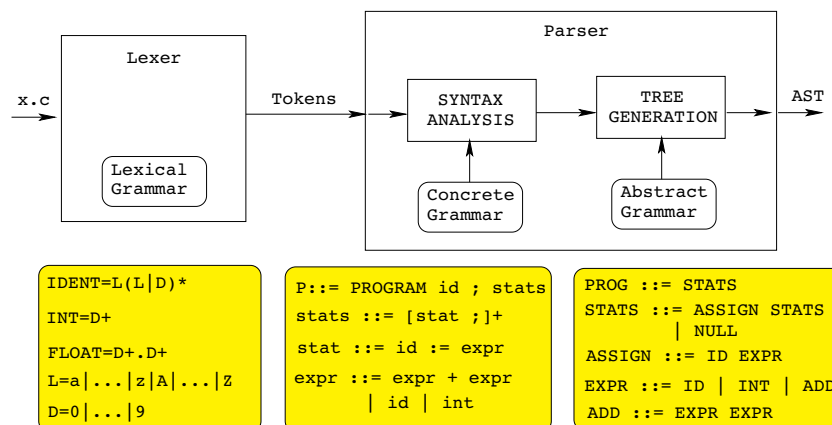 Parser
Lexer
x.c
Tokens
SYNTAX
ANALYSIS
TREE
GENERATION
AST
Lexical
Grammar
Concrete
Grammar
Abstract
Grammar
IDENT=L(L|D)*
INT=D+
FLOAT=D+.D+
L=a|...|z|A|...|Z
D=0|...|9
P::= PROGRAM id ; stats
stats ::= [stat ;]+
stat ::= id := expr
expr ::= expr + expr
| id | int
PROG ::= STATS
STATS ::= ASSIGN STATS
| NULL
ASSIGN ::= ID EXPR
EXPR ::= ID | INT | ADD
ADD ::= EXPR EXPR